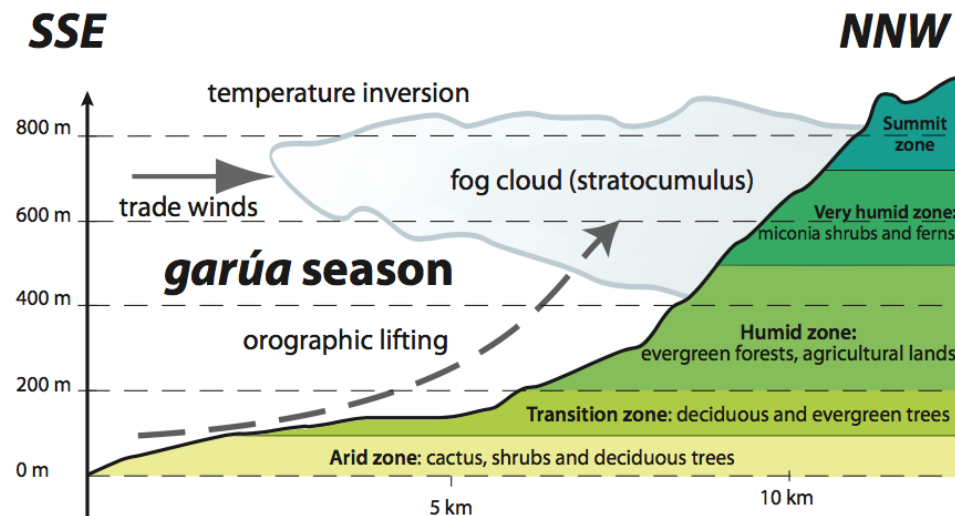 SSE
NNW
temperature inversion
800 m
Summit
zone
fog cloud (stratocumulus)
trade winds
600 m
Very humid zone:
miconia shrubs and ferns
garúa season
400 m
orographic lifting
Humid zone:
evergreen forests, agricultural lands
200 m
Transition zone: deciduous and evergreen trees
Arid zone: cactus, shrubs and deciduous trees
0 m
5 km
10 km